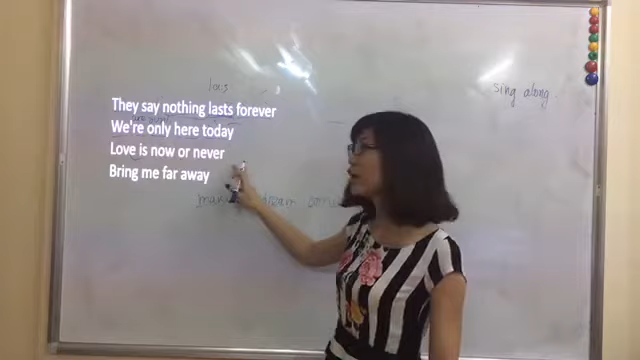 sing along
They say nothing lasts forever
We're only here today
Love is now or never
Bring me far away
dream